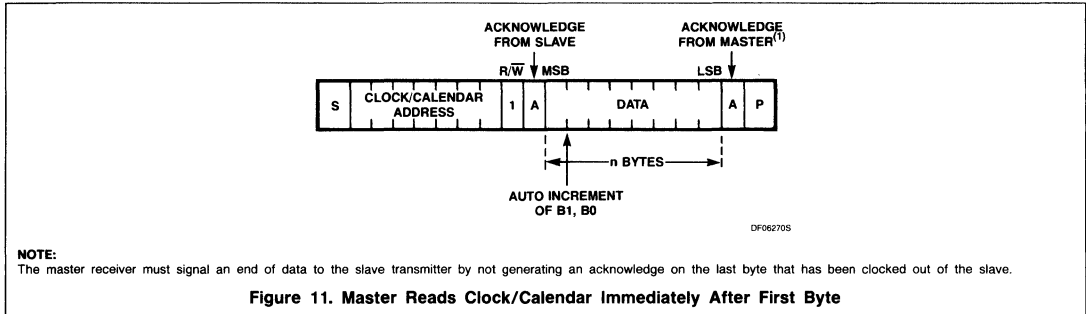 ACKNOWLEDGE
FROM SLAVE
ACKNOWLEDGE
FROM MASTER(1)
R/W MSB
LSB
S
CLOCK/CALENDAR
ADDRESS
1
A
DATA
A
P
n BYTES
AUTO INCREMENT
OF B1, B0
DF06270S
NOTE:
The master receiver must signal an end of data to the slave transmitter by not generating an acknowledge on the last byte that has been clocked out of the slave.
Figure 11. Master Reads Clock/Calendar Immediately After First Byte